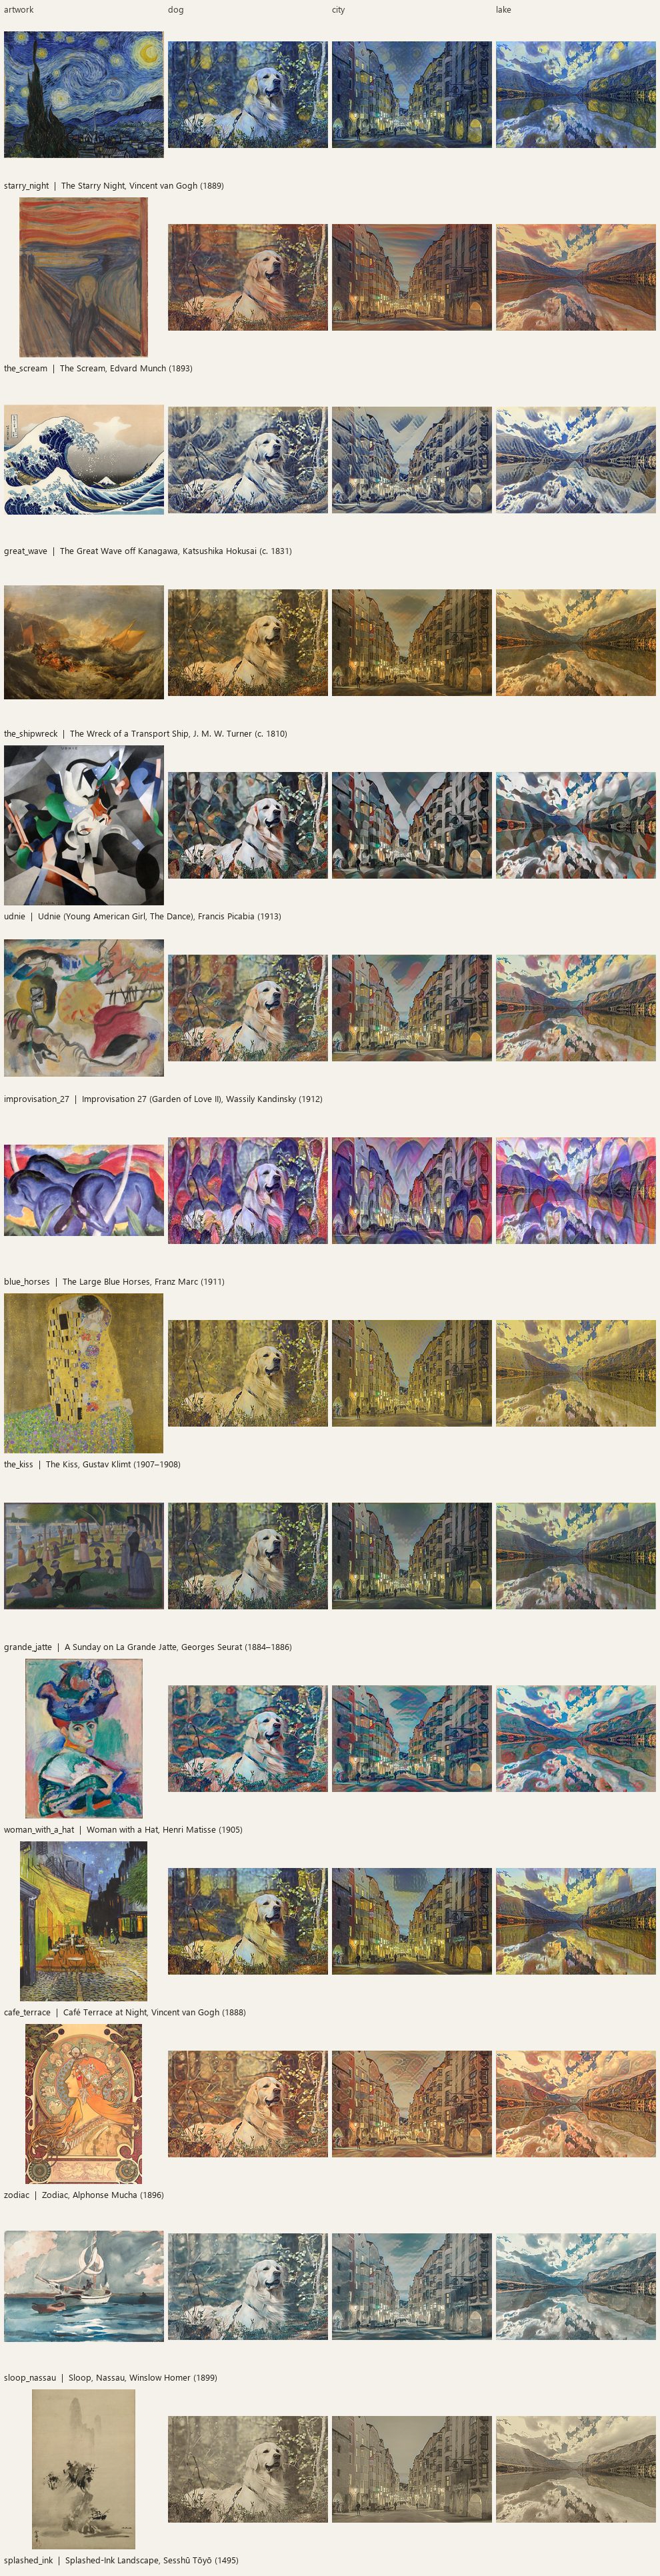 artwork dog city lake
starry_night | The Starry Night, Vincent van Gogh (1889)
the_scream | The Scream, Edvard Munch (1893)
great_wave | The Great Wave off Kanagawa, Katsushika Hokusai (c. 1831)
the_shipwreck | The Wreck of a Transport Ship, J. M. W. Turner (c. 1810)
udnie | Udnie (Young American Girl, The Dance), Francis Picabia (1913)
improvisation_27 | Improvisation 27 (Garden of Love II), Wassily Kandinsky (1912)
blue_horses | The Large Blue Horses, Franz Marc (1911)
the_kiss | The Kiss, Gustav Klimt (1907–1908)
grande_jatte | A Sunday on La Grande Jatte, Georges Seurat (1884–1886)
woman_with_a_hat | Woman with a Hat, Henri Matisse (1905)
cafe_terrace | Café Terrace at Night, Vincent van Gogh (1888)
zodiac | Zodiac, Alphonse Mucha (1896)
sloop_nassau | Sloop, Nassau, Winslow Homer (1899)
splashed_ink | Splashed-Ink Landscape, Sesshū Tōyō (1495)